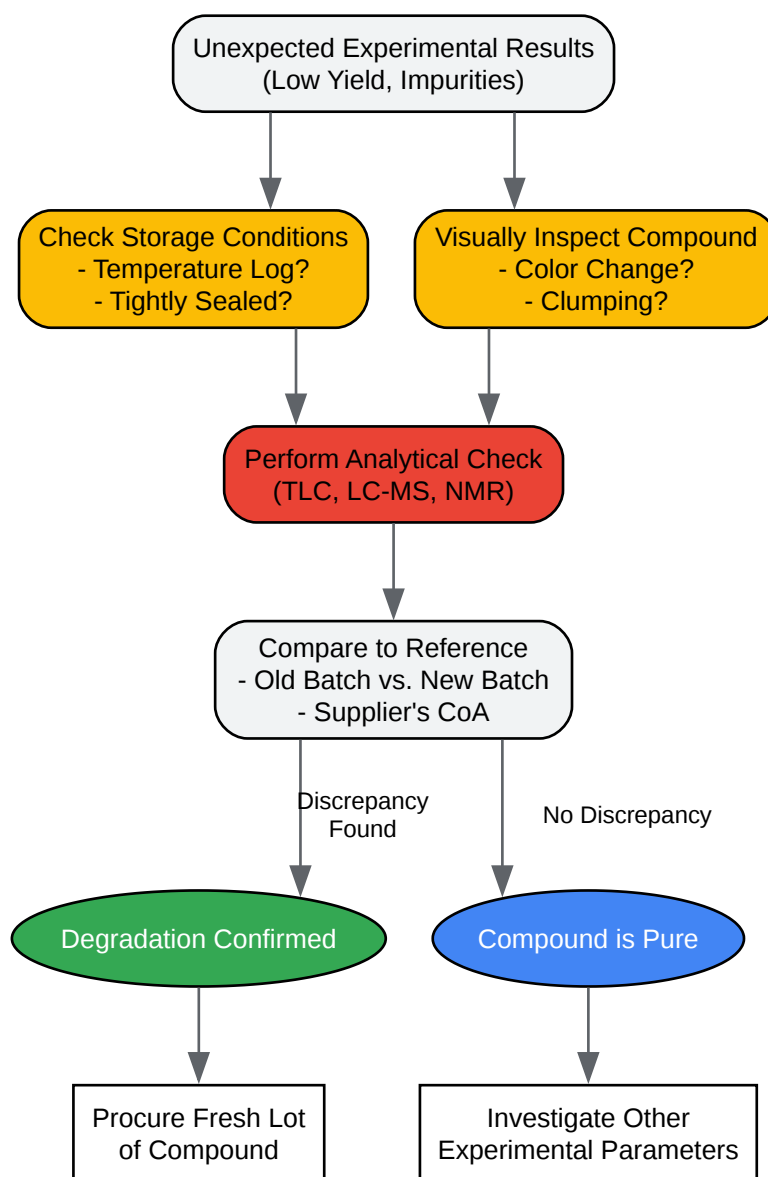 Unexpected Experimental Results
(Low Yield, Impurities)
Check Storage Conditions
- Temperature Log?
- Tightly Sealed?
Visually Inspect Compound
- Color Change?
- Clumping?
Perform Analytical Check
(TLC, LC-MS, NMR)
Compare to Reference
- Old Batch vs. New Batch
- Supplier's CoA
Discrepancy
Found
No Discrepancy
Degradation Confirmed
Compound is Pure
Procure Fresh Lot
of Compound
Investigate Other
Experimental Parameters